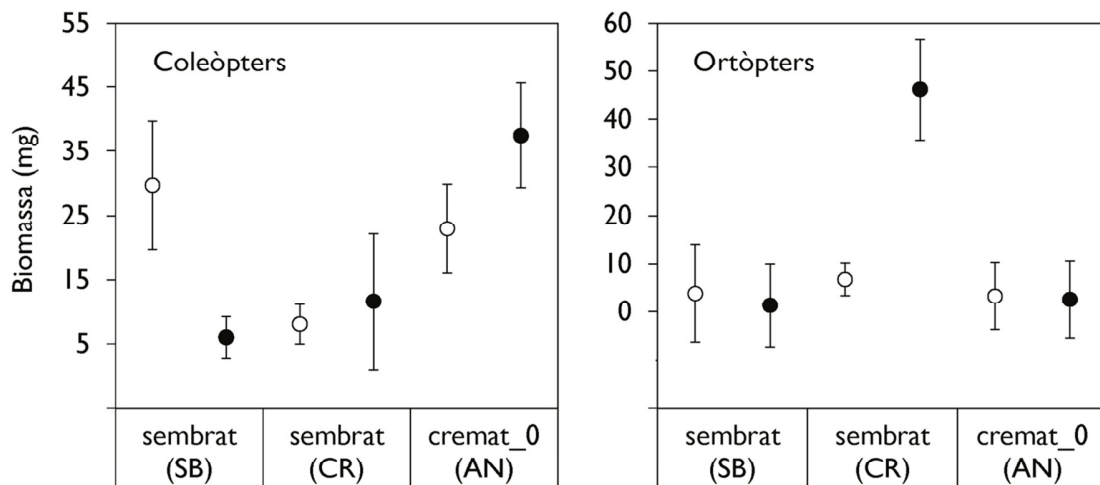 Coleòpters
Biomassa (mg)
55
45
35
25
15
5
sembrat
(SB)
sembrat
(CR)
cremat_0
(AN)
Ortòpters
60
50
40
30
20
10
0
sembrat
(SB)
sembrat
(CR)
cremat_0
(AN)